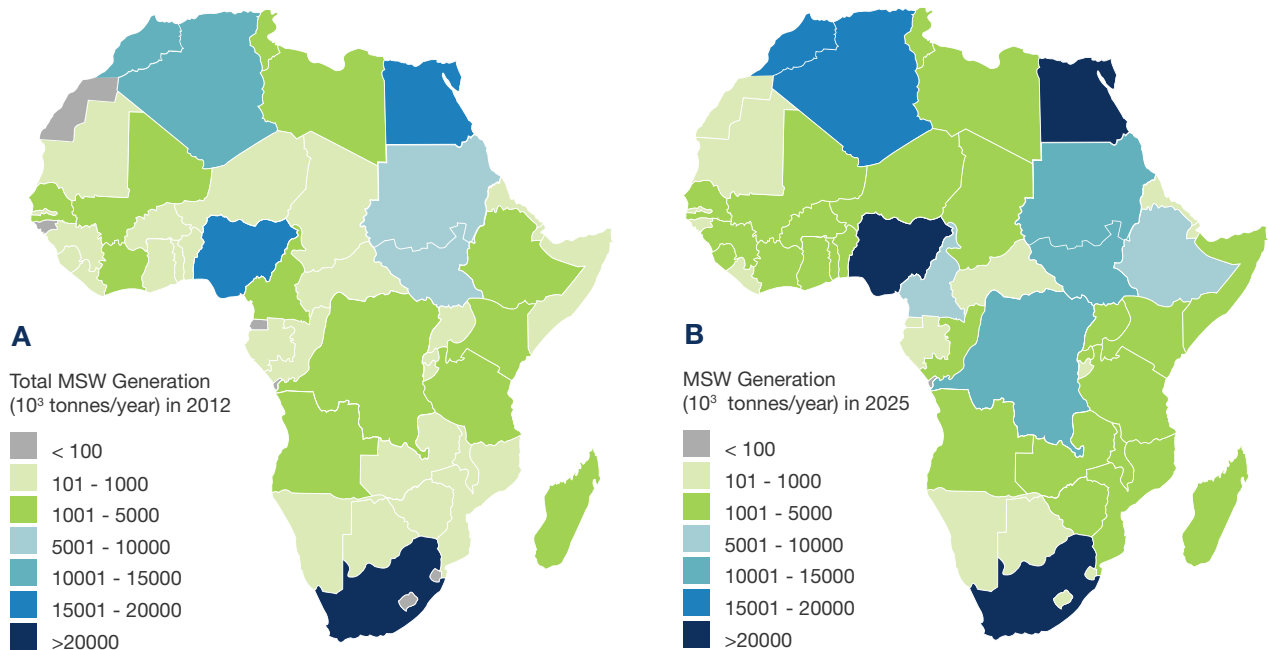 A
Total MSW Generation
(10³ tonnes/year) in 2012
< 100
101 - 1000
1001 - 5000
5001 - 10000
10001 - 15000
15001 - 20000
>20000
B
MSW Generation
(10³ tonnes/year) in 2025
< 100
101 - 1000
1001 - 5000
5001 - 10000
10001 - 15000
15001 - 20000
>20000